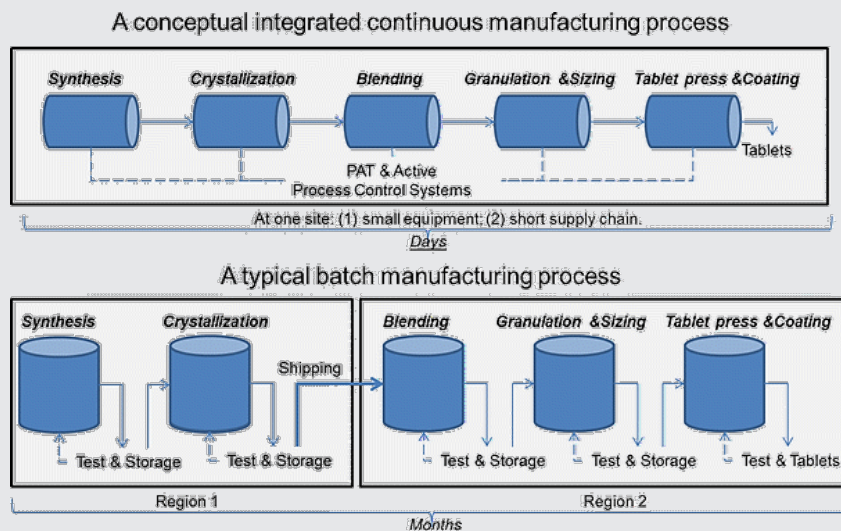 A conceptual integrated continuous manufacturing process
Synthesis
Crystallization
Blending
Granulation &Sizing
Tablet press &Coating
PAT & Active
Process Control Systems
Tablets
At one site: (1) small equipment; (2) short supply chain.
Days
A typical batch manufacturing process
Synthesis
Crystallization
Shipping
Blending
Granulation &Sizing
Tablet press &Coating
Test & Storage
Test & Storage
Test & Storage
Test & Storage
Test & Tablets
Region 1
Region 2
Months